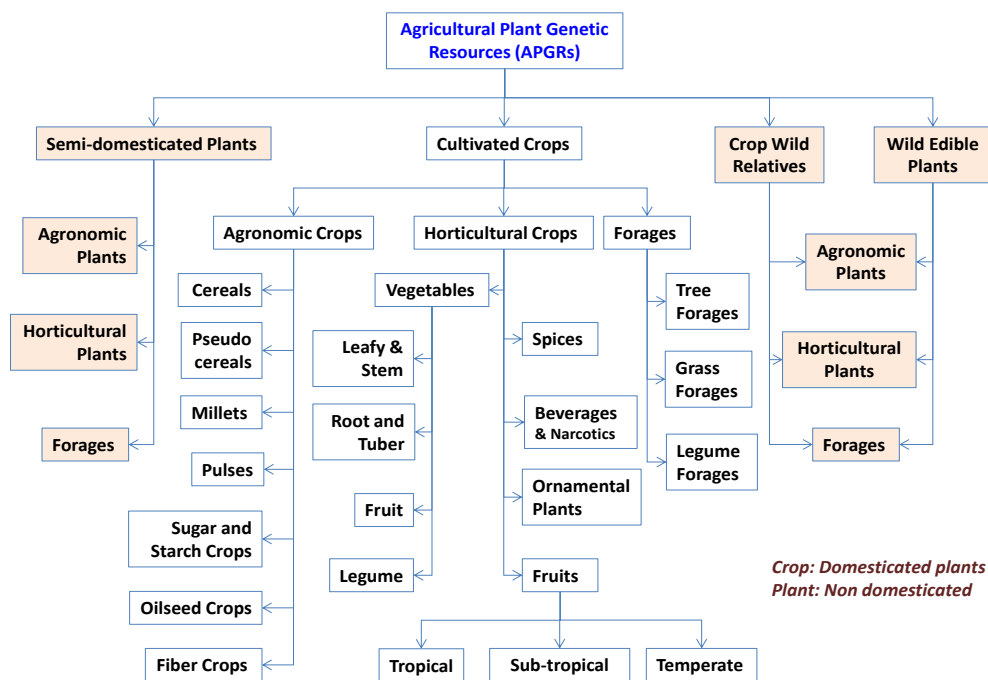 Agricultural Plant Genetic
Resources (APGRs)
Semi-domesticated Plants
Cultivated Crops
Crop Wild
Relatives
Wild Edible
Plants
Agronomic
Plants
Horticultural
Plants
Forages
Agronomic Crops
Horticultural Crops
Forages
Cereals
Pseudo
cereals
Millets
Pulses
Sugar and
Starch Crops
Oilseed Crops
Fiber Crops
Vegetables
Leafy &
Stem
Root and
Tuber
Fruit
Legume
Spices
Beverages
& Narcotics
Ornamental
Plants
Fruits
Tropical
Sub-tropical
Temperate
Tree
Forages
Grass
Forages
Legume
Forages
Agronomic
Plants
Horticultural
Plants
Forages
Crop: Domesticated plants
Plant: Non domesticated